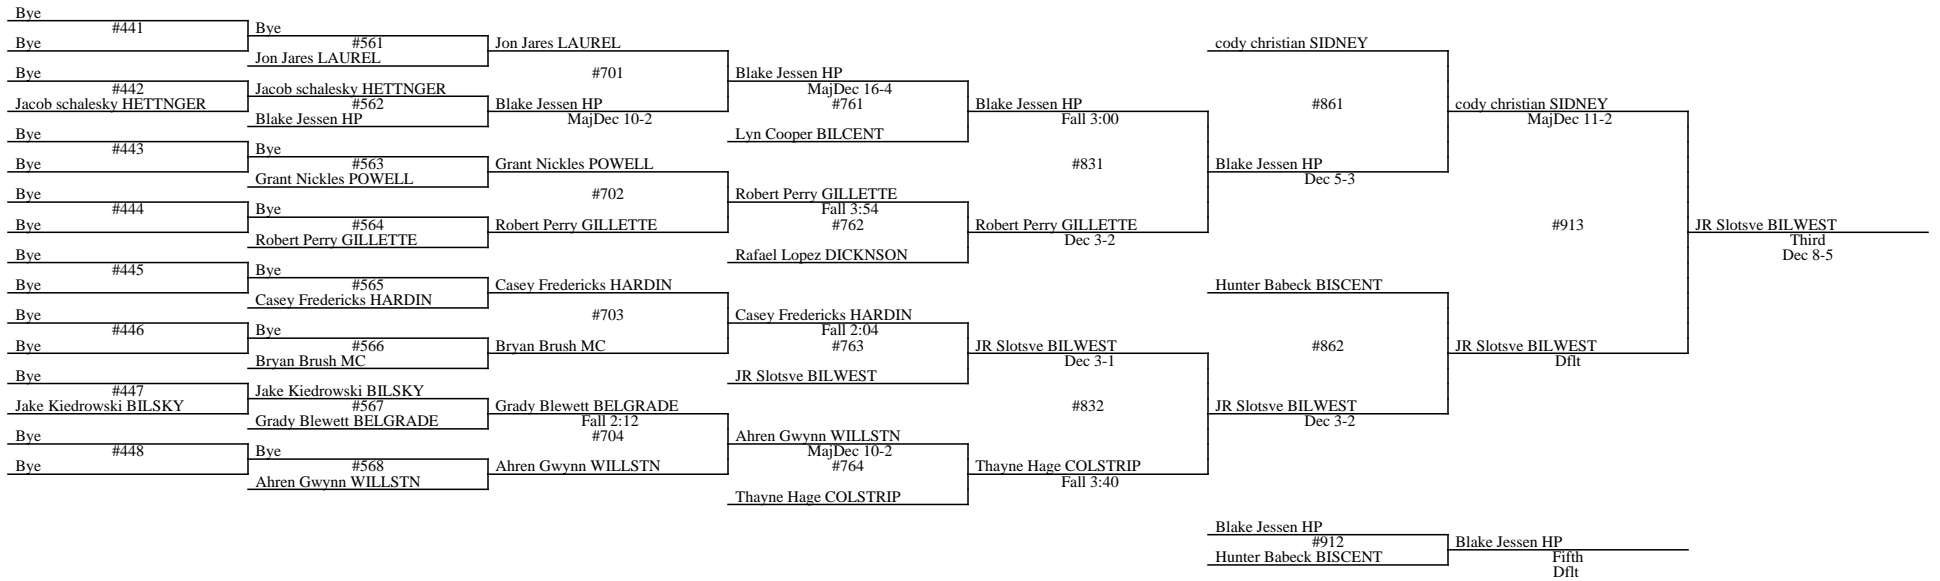 Bye
#441
Bye
Bye
#442
Jacob schalesky HETTNGER
Bye
#443
Bye
Bye
#444
Bye
Bye
#445
Bye
Bye
#446
Bye
Bye
#447
Jake Kiedrowski BILSKY
Bye
#448
Bye
Bye
#561
Jon Jares LAUREL
Jacob schalesky HETTNGER
#562
Blake Jessen HP
Bye
#563
Grant Nickles POWELL
Bye
#564
Robert Perry GILLETTE
Bye
#565
Casey Fredericks HARDIN
Bye
#566
Bryan Brush MC
Jake Kiedrowski BILSKY
#567
Grady Blewett BELGRADE
Bye
#568
Ahren Gwynn WILLSTN
Jon Jares LAUREL
#701
Blake Jessen HP
MajDec 10-2
Grant Nickles POWELL
#702
Robert Perry GILLETTE
Casey Fredericks HARDIN
#703
Bryan Brush MC
Grady Blewett BELGRADE
Fall 2:12
#704
Ahren Gwynn WILLSTN
Blake Jessen HP
MajDec 16-4
#761
Lyn Cooper BILCENT
Robert Perry GILLETTE
Fall 3:54
#762
Rafael Lopez DICKNSON
Casey Fredericks HARDIN
Fall 2:04
#763
JR Slotsve BILWEST
Ahren Gwynn WILLSTN
MajDec 10-2
#764
Thayne Hage COLSTRIP
Blake Jessen HP
Fall 3:00
#831
Robert Perry GILLETTE
Dec 3-2
JR Slotsve BILWEST
Dec 3-1
#832
Thayne Hage COLSTRIP
Fall 3:40
cody christian SIDNEY
#861
Blake Jessen HP
Dec 5-3
Hunter Babeck BISCENT
#862
JR Slotsve BILWEST
Dec 3-2
cody christian SIDNEY
MajDec 11-2
#913
JR Slotsve BILWEST
Dflt
JR Slotsve BILWEST
Third
Dec 8-5
Blake Jessen HP
#912
Hunter Babeck BISCENT
Blake Jessen HP
Fifth
Dflt